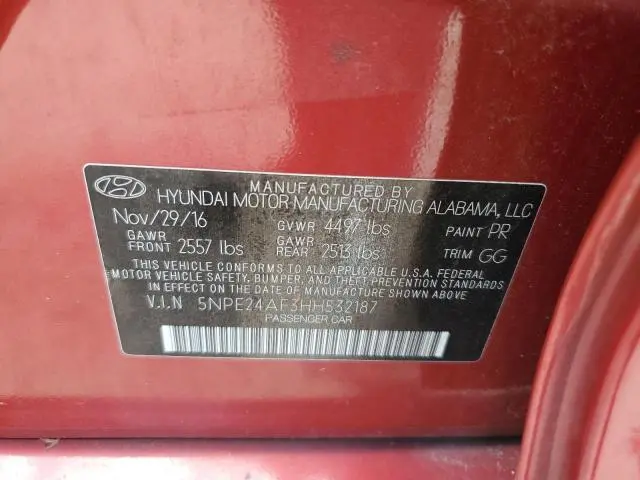 MANUFACTURED BY
HYUNDAI MOTOR MANUFACTURING ALABAMA, LLC
Nov/29/16 GVWR 4497 lbs PAINT PR
GAWR FRONT 2557 lbs GAWR REAR 2513 lbs TRIM GG
THIS VEHICLE CONFORMS TO ALL APPLICABLE U.S.A. FEDERAL
MOTOR VEHICLE SAFETY, BUMPER, AND THEFT PREVENTION STANDARDS
IN EFFECT ON THE DATE OF MANUFACTURE SHOWN ABOVE.
V.I.N 5NPE24AF3HH532187
PASSENGER CAR